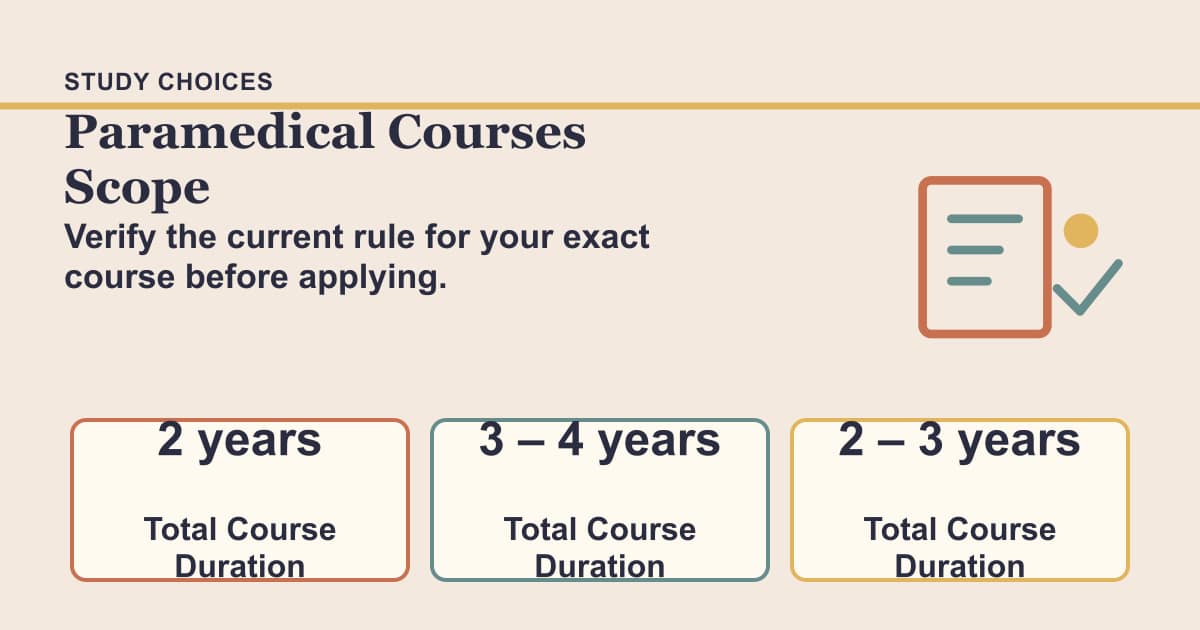 STUDY CHOICES
Paramedical Courses
Scope
Verify the current rule for your exact
course before applying.
2 years
Total Course
Duration
3 – 4 years
Total Course
Duration
2 – 3 years
Total Course
Duration